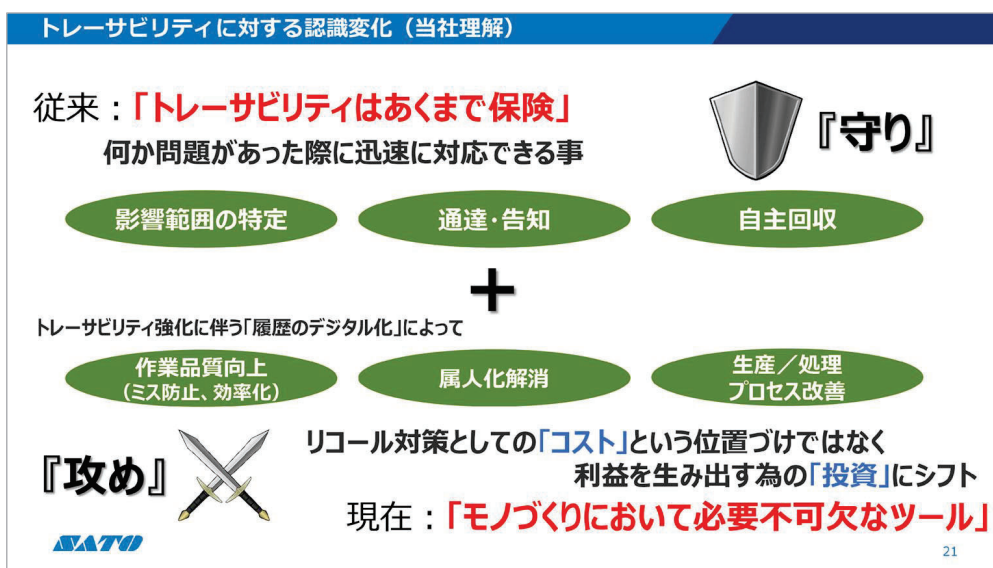 トレーサビリティに対する認識変化（当社理解）
従来：「トレーサビリティはあくまで保険」
何か問題があった際に迅速に対応できる事
『守り』
影響範囲の特定
通達・告知
自主回収
＋
トレーサビリティ強化に伴う「履歴のデジタル化」によって
作業品質向上
（ミス防止、効率化）
属人化解消
生産／処理
プロセス改善
『攻め』
リコール対策としての「コスト」という位置づけではなく
利益を生み出す為の「投資」にシフト
現在：「モノづくりにおいて必要不可欠なツール」
SATO
21